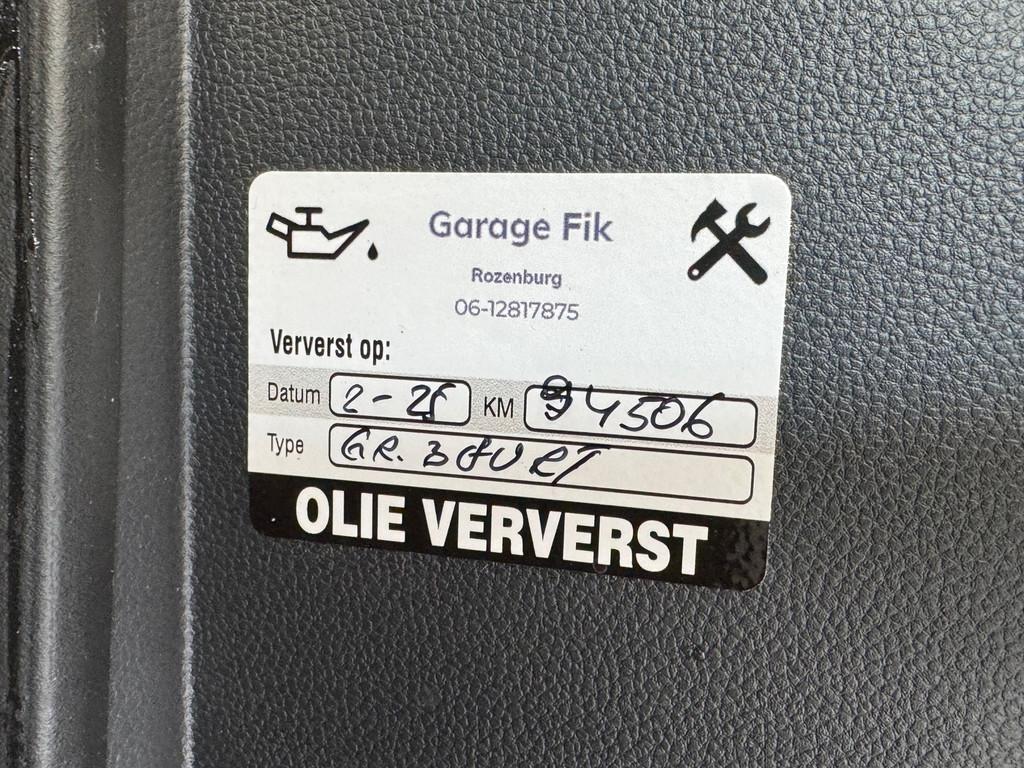 Garage Fik
Rozenburg
06-12817875
Ververst op:
Datum 2-25 KM 94506
Type GR. BEURT
OLIE VERVERST